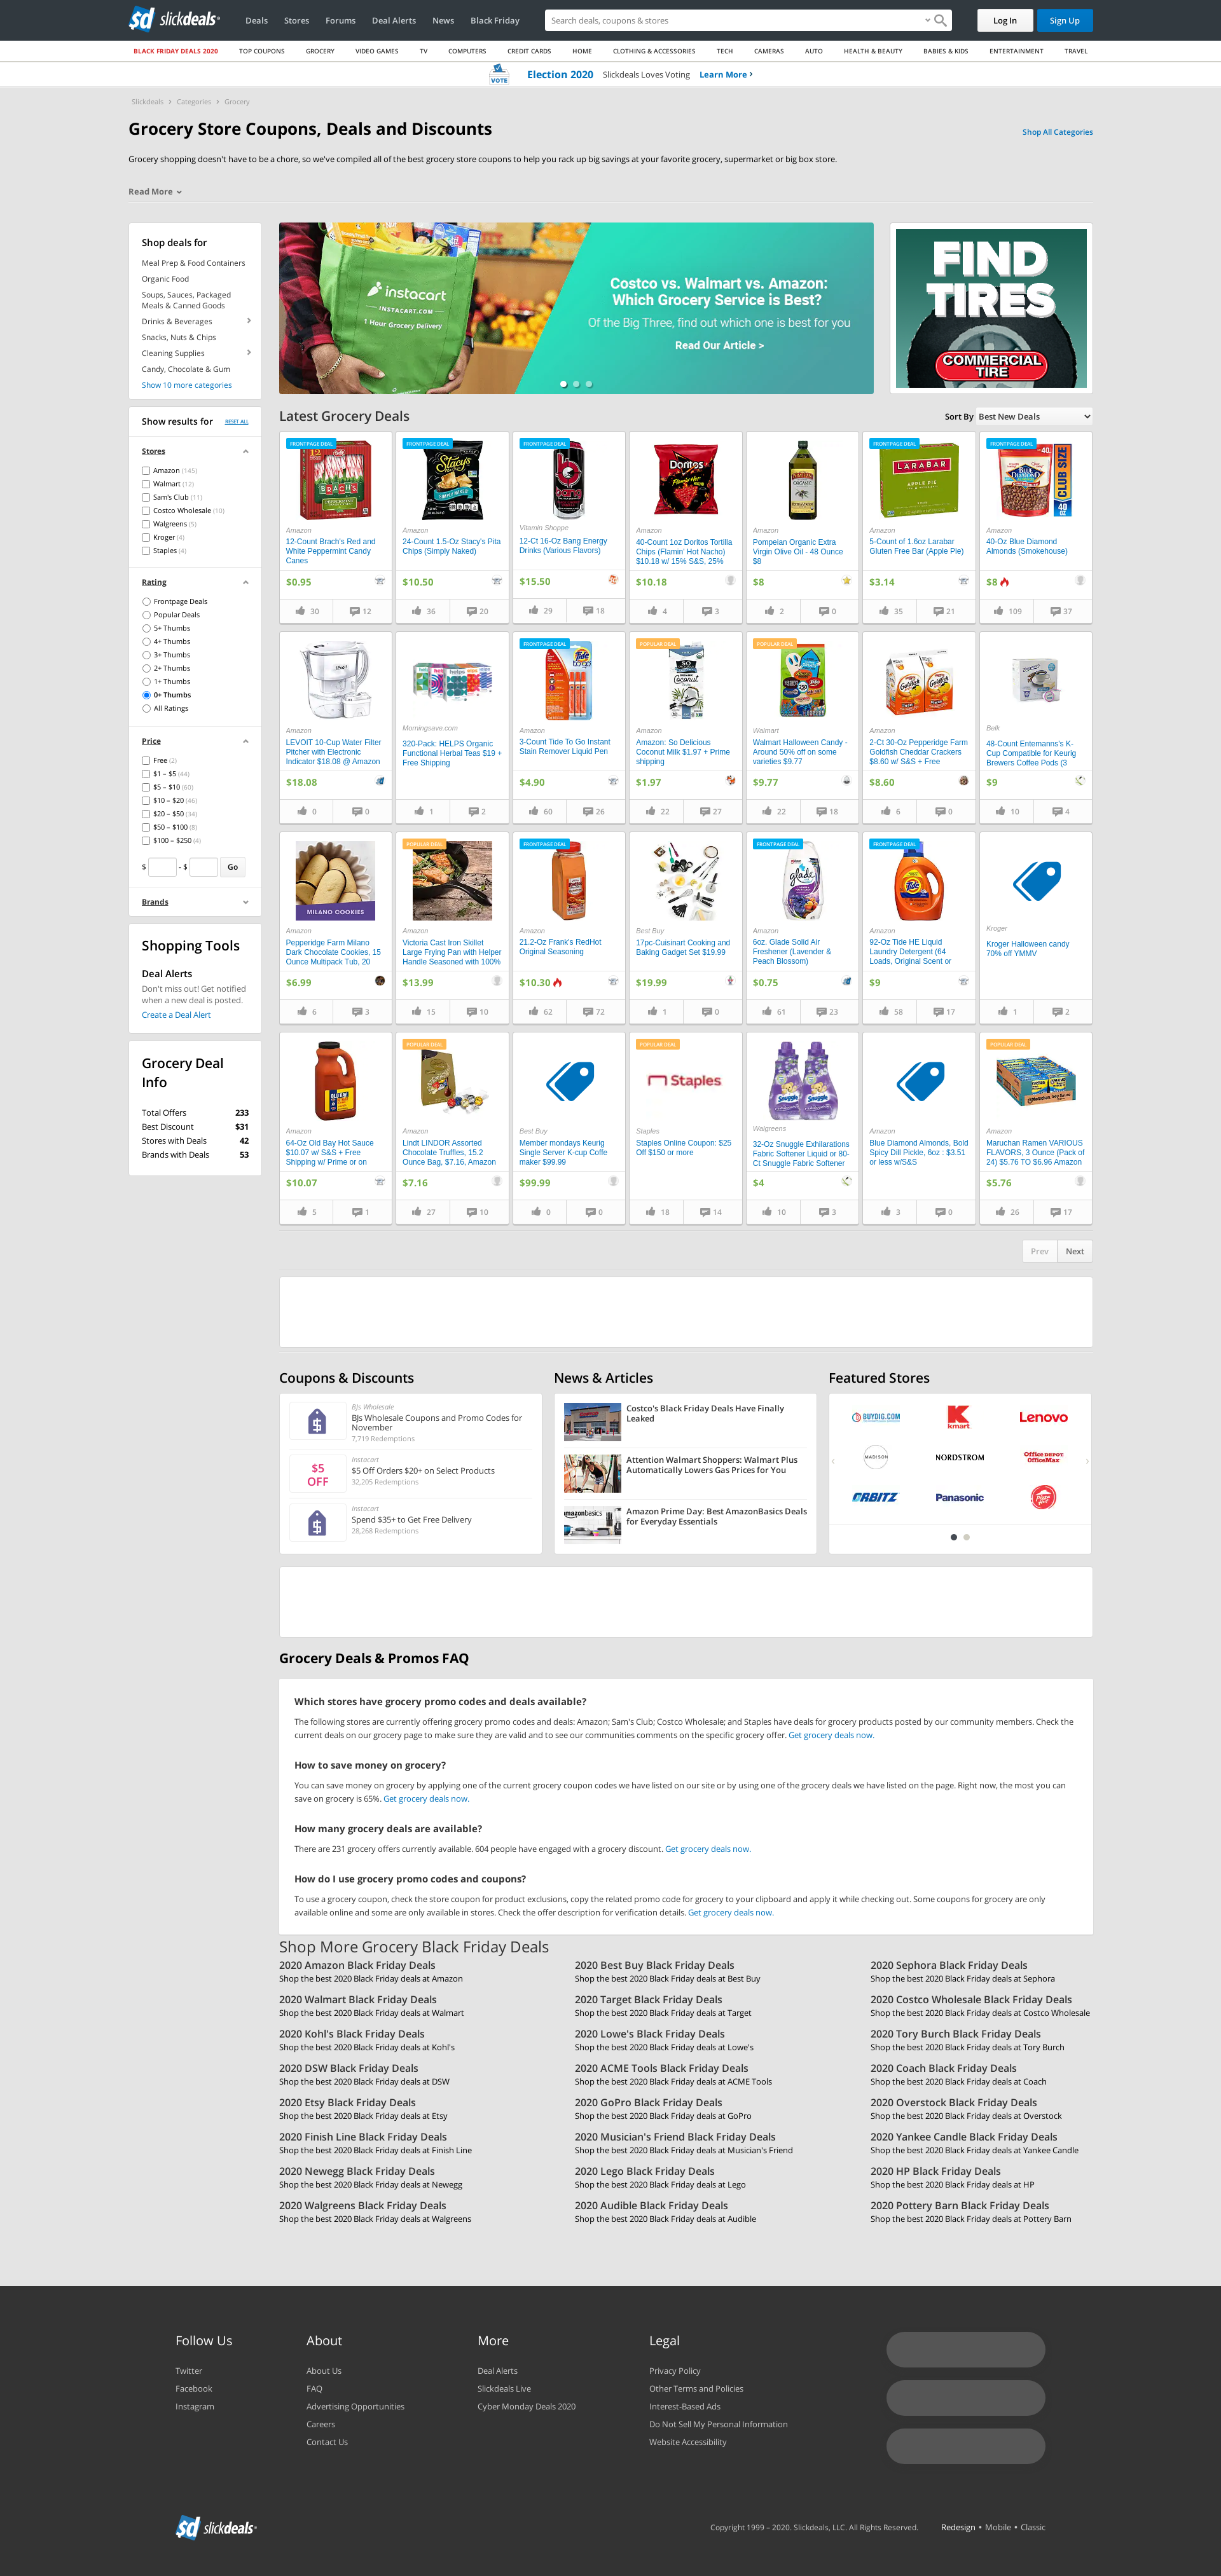 slickdeals
Deals
Stores
Forums
Deal Alerts
News
Black Friday
Search deals, coupons & stores
Log In
Sign Up
BLACK FRIDAY DEALS 2020
TOP COUPONS
GROCERY
VIDEO GAMES
TV
COMPUTERS
CREDIT CARDS
HOME
CLOTHING & ACCESSORIES
TECH
CAMERAS
AUTO
HEALTH & BEAUTY
BABIES & KIDS
ENTERTAINMENT
TRAVEL
VOTE
Election 2020 Slickdeals Loves Voting Learn More
Slickdeals > Categories > Grocery
Grocery Store Coupons, Deals and Discounts
Shop All Categories
Grocery shopping doesn't have to be a chore, so we've compiled all of the best grocery store coupons to help you rack up big savings at your favorite grocery, supermarket or big box store.
Read More
Shop deals for
Meal Prep & Food Containers
Organic Food
Soups, Sauces, Packaged
Meals & Canned Goods
Drinks & Beverages
Snacks, Nuts & Chips
Cleaning Supplies
Candy, Chocolate & Gum
Show 10 more categories
Show results for
RESET ALL
Stores
Amazon (145)
Walmart (12)
Sam's Club (11)
Costco Wholesale (10)
Walgreens (5)
Kroger (4)
Staples (4)
Rating
Frontpage Deals
Popular Deals
5+ Thumbs
4+ Thumbs
3+ Thumbs
2+ Thumbs
1+ Thumbs
0+ Thumbs
All Ratings
Price
Free (2)
$1 – $5 (44)
$5 – $10 (60)
$10 – $20 (46)
$20 – $50 (34)
$50 – $100 (8)
$100 – $250 (4)
$ - $ Go
Brands
Shopping Tools
Deal Alerts
Don't miss out! Get notified
when a new deal is posted.
Create a Deal Alert
Grocery Deal
Info
Total Offers 233
Best Discount $31
Stores with Deals 42
Brands with Deals 53
instacart
INSTACART.COM
1 Hour Grocery Delivery
Costco vs. Walmart vs. Amazon:
Which Grocery Service is Best?
Of the Big Three, find out which one is best for you
Read Our Article >
FIND
TIRES
COMMERCIAL
TIRE
Latest Grocery Deals
Sort By Best New Deals
FRONTPAGE DEAL
Amazon
12-Count Brach's Red and
White Peppermint Candy
Canes
$0.95
30 12
FRONTPAGE DEAL
Amazon
24-Count 1.5-Oz Stacy's Pita
Chips (Simply Naked)
$10.50
36 20
FRONTPAGE DEAL
Vitamin Shoppe
12-Ct 16-Oz Bang Energy
Drinks (Various Flavors)
$15.50
29 18
Doritos
Amazon
40-Count 1oz Doritos Tortilla
Chips (Flamin' Hot Nacho)
$10.18 w/ 15% S&S, 25%
$10.18
4 3
Amazon
Pompeian Organic Extra
Virgin Olive Oil - 48 Ounce
$8
$8
2 0
FRONTPAGE DEAL
LARABAR
APPLE PIE
Amazon
5-Count of 1.6oz Larabar
Gluten Free Bar (Apple Pie)
$3.14
35 21
FRONTPAGE DEAL
CLUB SIZE
40 OZ
Amazon
40-Oz Blue Diamond
Almonds (Smokehouse)
$8
109 37
Amazon
LEVOIT 10-Cup Water Filter
Pitcher with Electronic
Indicator $18.08 @ Amazon
$18.08
0 0
Morningsave.com
320-Pack: HELPS Organic
Functional Herbal Teas $19 +
Free Shipping
1 2
FRONTPAGE DEAL
Amazon
3-Count Tide To Go Instant
Stain Remover Liquid Pen
$4.90
60 26
POPULAR DEAL
Amazon
Amazon: So Delicious
Coconut Milk $1.97 + Prime
shipping
$1.97
22 27
POPULAR DEAL
Walmart
Walmart Halloween Candy -
Around 50% off on some
varieties $9.77
$9.77
22 18
Amazon
2-Ct 30-Oz Pepperidge Farm
Goldfish Cheddar Crackers
$8.60 w/ S&S + Free
$8.60
6 0
Belk
48-Count Entemanns's K-
Cup Compatible for Keurig
Brewers Coffee Pods (3
$9
10 4
MILANO COOKIES
Amazon
Pepperidge Farm Milano
Dark Chocolate Cookies, 15
Ounce Multipack Tub, 20
$6.99
6 3
POPULAR DEAL
Amazon
Victoria Cast Iron Skillet
Large Frying Pan with Helper
Handle Seasoned with 100%
$13.99
15 10
FRONTPAGE DEAL
Amazon
21.2-Oz Frank's RedHot
Original Seasoning
$10.30
62 72
Best Buy
17pc-Cuisinart Cooking and
Baking Gadget Set $19.99
$19.99
1 0
FRONTPAGE DEAL
glade
Amazon
6oz. Glade Solid Air
Freshener (Lavender &
Peach Blossom)
$0.75
61 23
FRONTPAGE DEAL
Tide
Amazon
92-Oz Tide HE Liquid
Laundry Detergent (64
Loads, Original Scent or
$9
58 17
Kroger
Kroger Halloween candy
70% off YMMV
1 2
Amazon
64-Oz Old Bay Hot Sauce
$10.07 w/ S&S + Free
Shipping w/ Prime or on
$10.07
5 1
POPULAR DEAL
Amazon
Lindt LINDOR Assorted
Chocolate Truffles, 15.2
Ounce Bag, $7.16, Amazon
$7.16
27 10
Best Buy
Member mondays Keurig
Single Server K-cup Coffe
maker $99.99
$99.99
0 0
POPULAR DEAL
Staples
Staples
Staples Online Coupon: $25
Off $150 or more
18 14
Snuggle
Walgreens
32-Oz Snuggle Exhilarations
Fabric Softener Liquid or 80-
Ct Snuggle Fabric Softener
$4
10 3
Amazon
Blue Diamond Almonds, Bold
Spicy Dill Pickle, 6oz : $3.51
or less w/S&S
3 0
POPULAR DEAL
Amazon
Maruchan Ramen VARIOUS
FLAVORS, 3 Ounce (Pack of
24) $5.76 TO $6.96 Amazon
$5.76
26 17
Prev Next
Coupons & Discounts
BJs Wholesale
BJs Wholesale Coupons and Promo Codes for
November
7,719 Redemptions
$5
OFF
Instacart
$5 Off Orders $20+ on Select Products
32,205 Redemptions
Instacart
Spend $35+ to Get Free Delivery
28,268 Redemptions
News & Articles
Costco's Black Friday Deals Have Finally
Leaked
Attention Walmart Shoppers: Walmart Plus
Automatically Lowers Gas Prices for You
amazonbasics
Amazon Prime Day: Best AmazonBasics Deals
for Everyday Essentials
Featured Stores
BUYDIG.COM
kmart
Lenovo
MADISON
NORDSTROM
Office DEPOT
OfficeMax
ORBITZ
Panasonic
Pizza Hut
Grocery Deals & Promos FAQ
Which stores have grocery promo codes and deals available?
The following stores are currently offering grocery promo codes and deals: Amazon; Sam's Club; Costco Wholesale; and Staples have deals for grocery products posted by our community members. Check the
current deals on our grocery page to make sure they are valid and to see our communities comments on the specific grocery offer. Get grocery deals now.
How to save money on grocery?
You can save money on grocery by applying one of the current grocery coupon codes we have listed on our site or by using one of the grocery deals we have listed on the page. Right now, the most you can
save on grocery is 65%. Get grocery deals now.
How many grocery deals are available?
There are 231 grocery offers currently available. 604 people have engaged with a grocery discount. Get grocery deals now.
How do I use grocery promo codes and coupons?
To use a grocery coupon, check the store coupon for product exclusions, copy the related promo code for grocery to your clipboard and apply it while checking out. Some coupons for grocery are only
available online and some are only available in stores. Check the offer description for verification details. Get grocery deals now.
Shop More Grocery Black Friday Deals
2020 Amazon Black Friday Deals
Shop the best 2020 Black Friday deals at Amazon
2020 Best Buy Black Friday Deals
Shop the best 2020 Black Friday deals at Best Buy
2020 Sephora Black Friday Deals
Shop the best 2020 Black Friday deals at Sephora
2020 Walmart Black Friday Deals
Shop the best 2020 Black Friday deals at Walmart
2020 Target Black Friday Deals
Shop the best 2020 Black Friday deals at Target
2020 Costco Wholesale Black Friday Deals
Shop the best 2020 Black Friday deals at Costco Wholesale
2020 Kohl's Black Friday Deals
Shop the best 2020 Black Friday deals at Kohl's
2020 Lowe's Black Friday Deals
Shop the best 2020 Black Friday deals at Lowe's
2020 Tory Burch Black Friday Deals
Shop the best 2020 Black Friday deals at Tory Burch
2020 DSW Black Friday Deals
Shop the best 2020 Black Friday deals at DSW
2020 ACME Tools Black Friday Deals
Shop the best 2020 Black Friday deals at ACME Tools
2020 Coach Black Friday Deals
Shop the best 2020 Black Friday deals at Coach
2020 Etsy Black Friday Deals
Shop the best 2020 Black Friday deals at Etsy
2020 GoPro Black Friday Deals
Shop the best 2020 Black Friday deals at GoPro
2020 Overstock Black Friday Deals
Shop the best 2020 Black Friday deals at Overstock
2020 Finish Line Black Friday Deals
Shop the best 2020 Black Friday deals at Finish Line
2020 Musician's Friend Black Friday Deals
Shop the best 2020 Black Friday deals at Musician's Friend
2020 Yankee Candle Black Friday Deals
Shop the best 2020 Black Friday deals at Yankee Candle
2020 Newegg Black Friday Deals
Shop the best 2020 Black Friday deals at Newegg
2020 Lego Black Friday Deals
Shop the best 2020 Black Friday deals at Lego
2020 HP Black Friday Deals
Shop the best 2020 Black Friday deals at HP
2020 Walgreens Black Friday Deals
Shop the best 2020 Black Friday deals at Walgreens
2020 Audible Black Friday Deals
Shop the best 2020 Black Friday deals at Audible
2020 Pottery Barn Black Friday Deals
Shop the best 2020 Black Friday deals at Pottery Barn
Follow Us
Twitter
Facebook
Instagram
About
About Us
FAQ
Advertising Opportunities
Careers
Contact Us
More
Deal Alerts
Slickdeals Live
Cyber Monday Deals 2020
Legal
Privacy Policy
Other Terms and Policies
Interest-Based Ads
Do Not Sell My Personal Information
Website Accessibility
slickdeals
Copyright 1999 – 2020. Slickdeals, LLC. All Rights Reserved.
Redesign • Mobile • Classic